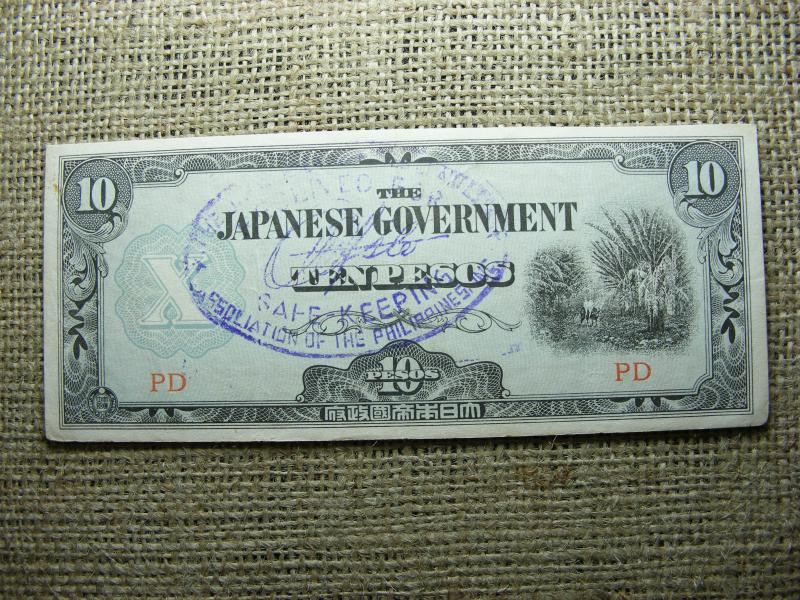 10
10
THE
JAPANESE GOVERNMENT
TEN PESOS
SAFE KEEPING
ASSOCIATION OF THE PHILIPPINES INC
X
PD
PD
PESOS
10
府政國帝本日大